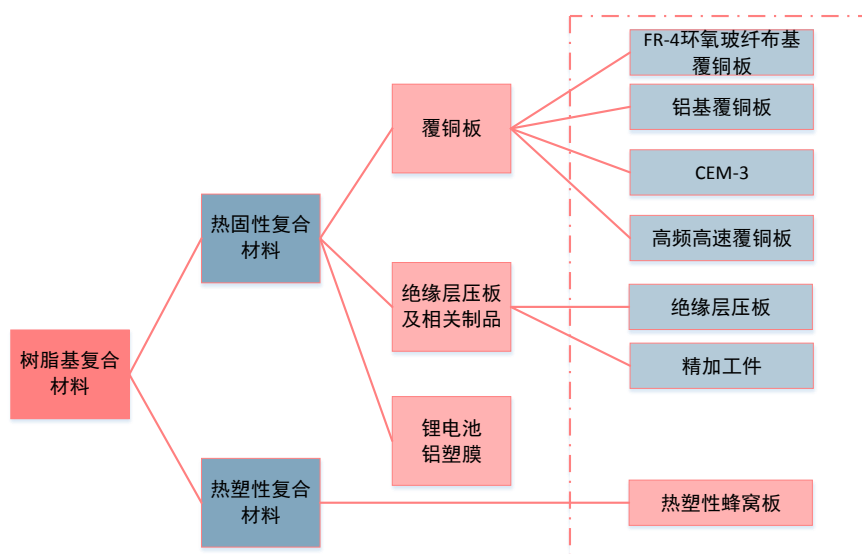 树脂基复合
材料
热固性复合
材料
热塑性复合
材料
覆铜板
绝缘层压板
及相关制品
锂电池
铝塑膜
FR-4环氧玻纤布基
覆铜板
铝基覆铜板
CEM-3
高频高速覆铜板
绝缘层压板
精加工件
热塑性蜂窝板